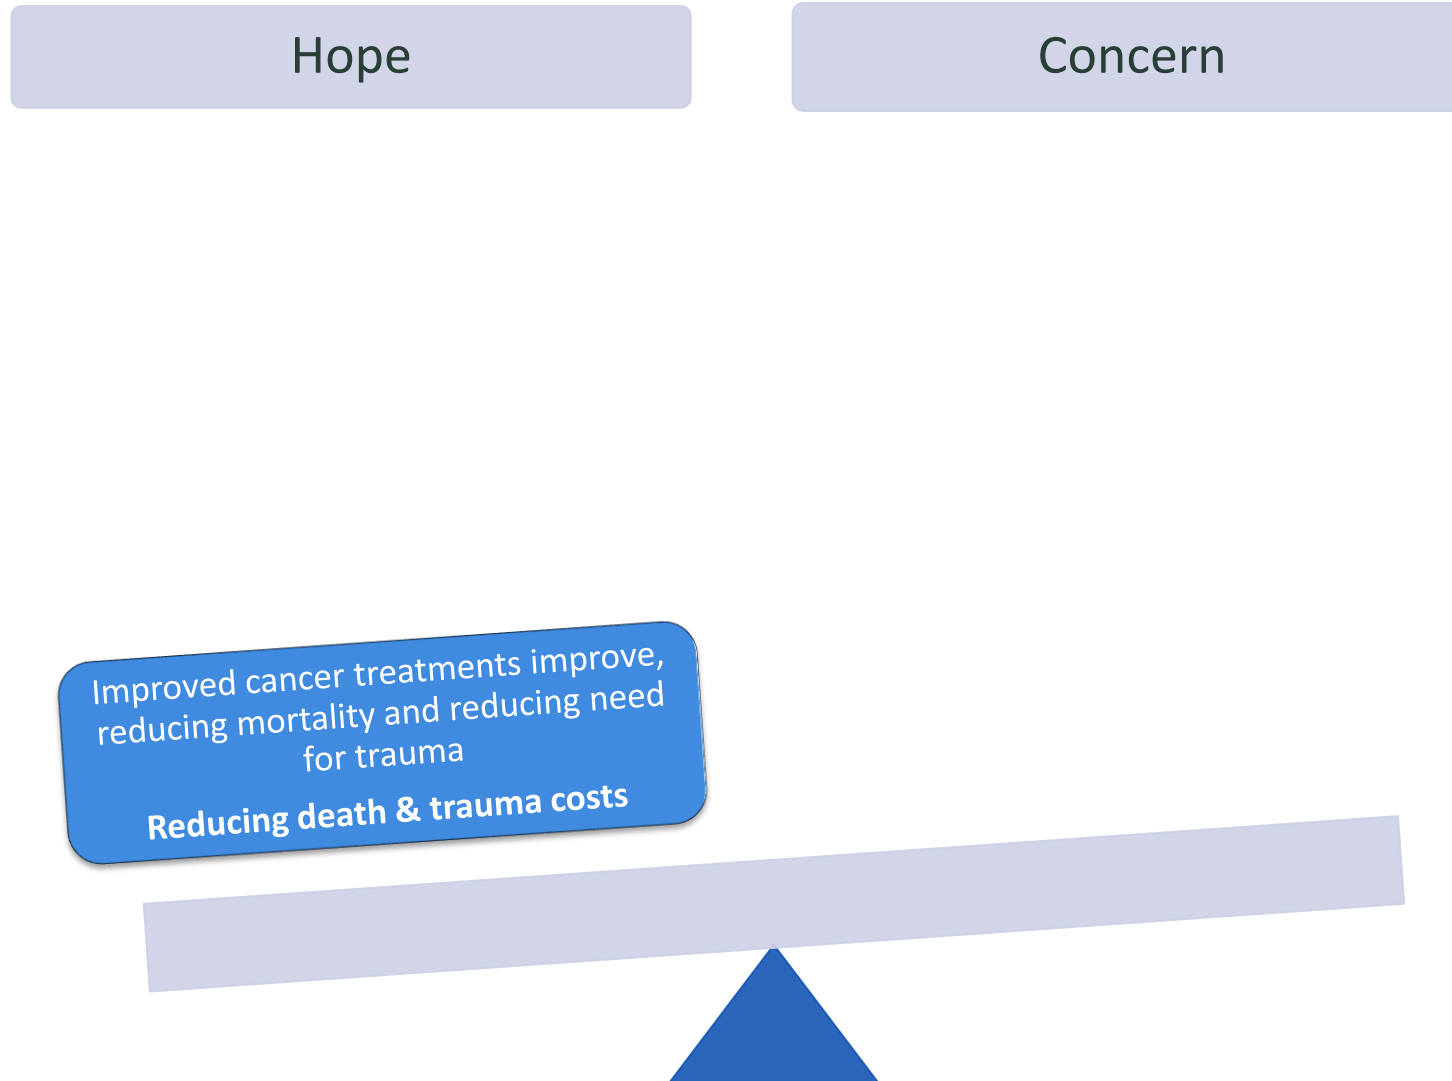 Hope
Concern
Improved cancer treatments improve,
reducing mortality and reducing need
for trauma
Reducing death & trauma costs